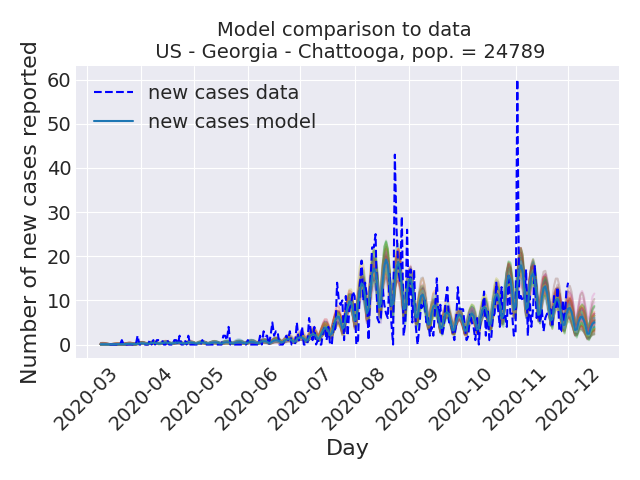 Model comparison to data
US - Georgia - Chattooga, pop. = 24789
Number of new cases reported
60
50
40
30
20
10
0
new cases data
new cases model
2020-03
2020-04
2020-05
2020-06
2020-07
2020-08
2020-09
2020-10
2020-11
2020-12
Day